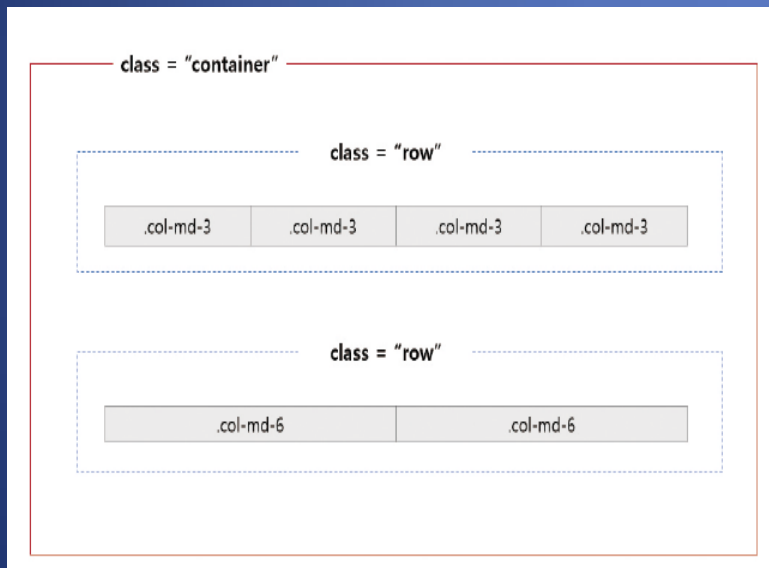 class = “container”
class = “row”
.col-md-3 .col-md-3 .col-md-3 .col-md-3
class = “row”
.col-md-6 .col-md-6